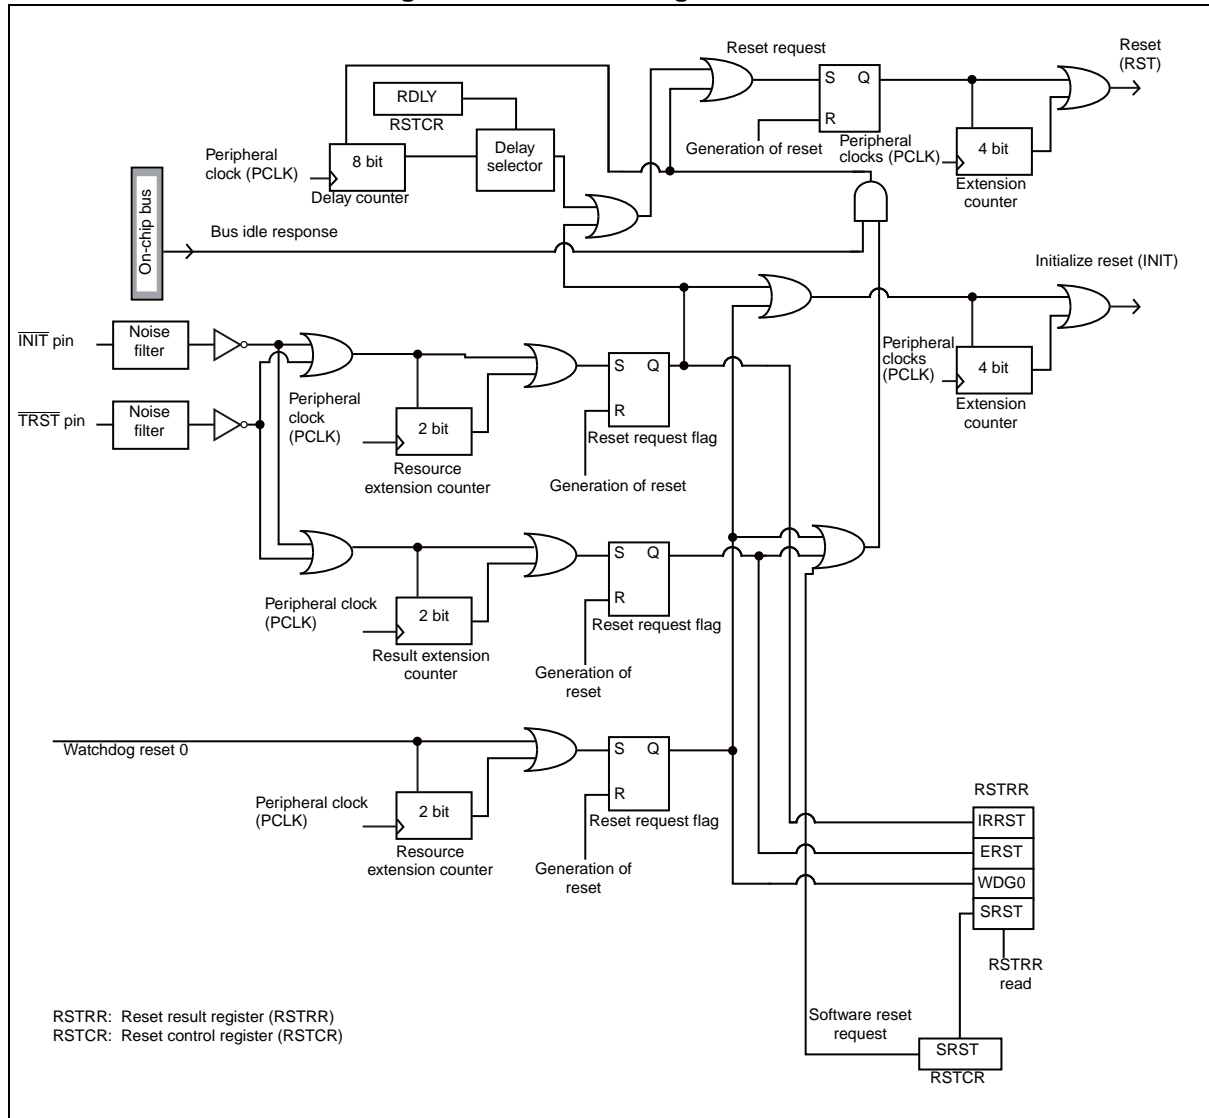 Reset request
Reset
(RST)
RDLY
RSTCR
S
Q
R
Generation of reset
Peripheral
clocks (PCLK)
4 bit
Extension
counter
Peripheral
clock (PCLK)
8 bit
Delay counter
Delay
selector
On-chip bus
Bus idle response
Initialize reset (INIT)
INIT pin
Noise
filter
Peripheral
clock
(PCLK)
2 bit
Resource
extension counter
S
Q
R
Reset request flag
Generation of reset
Peripheral
clocks
(PCLK)
4 bit
Extension
counter
TRST pin
Noise
filter
Peripheral clock
(PCLK)
2 bit
Result extension
counter
S
Q
R
Reset request flag
Generation of
reset
Watchdog reset 0
Peripheral clock
(PCLK)
2 bit
Resource
extension counter
S
Q
R
Reset request flag
Generation of
reset
RSTRR
IRRST
ERST
WDG0
SRST
RSTRR
read
Software reset
request
SRST
RSTCR
RSTRR: Reset result register (RSTRR)
RSTCR: Reset control register (RSTCR)